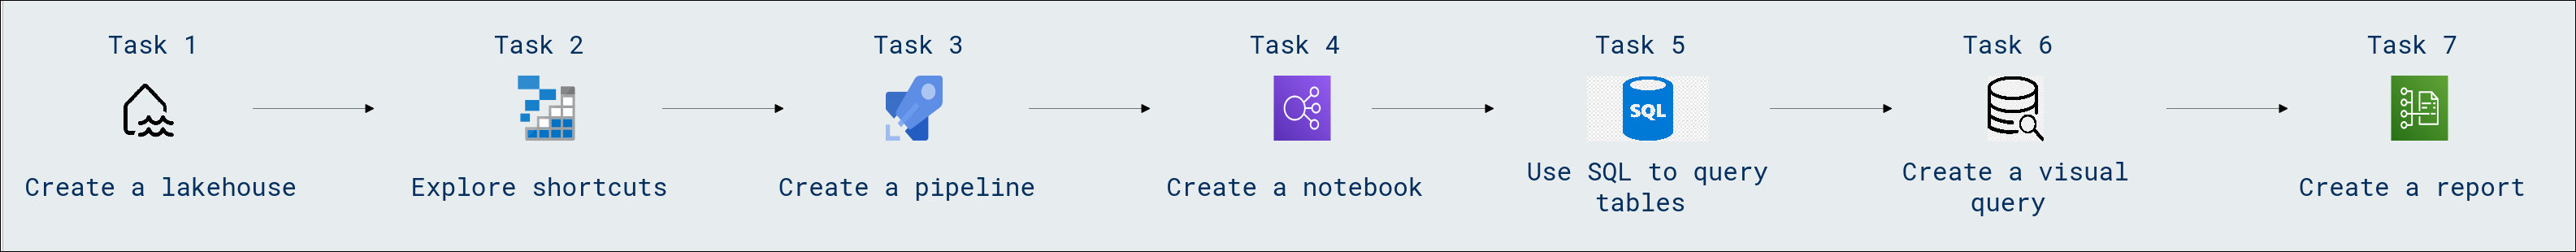 Task 1
Task 2
Task 3
Task 4
Task 5
Task 6
Task 7
SQL
Create a lakehouse
Explore shortcuts
Create a pipeline
Create a notebook
Use SQL to query
tables
Create a visual
query
Create a report